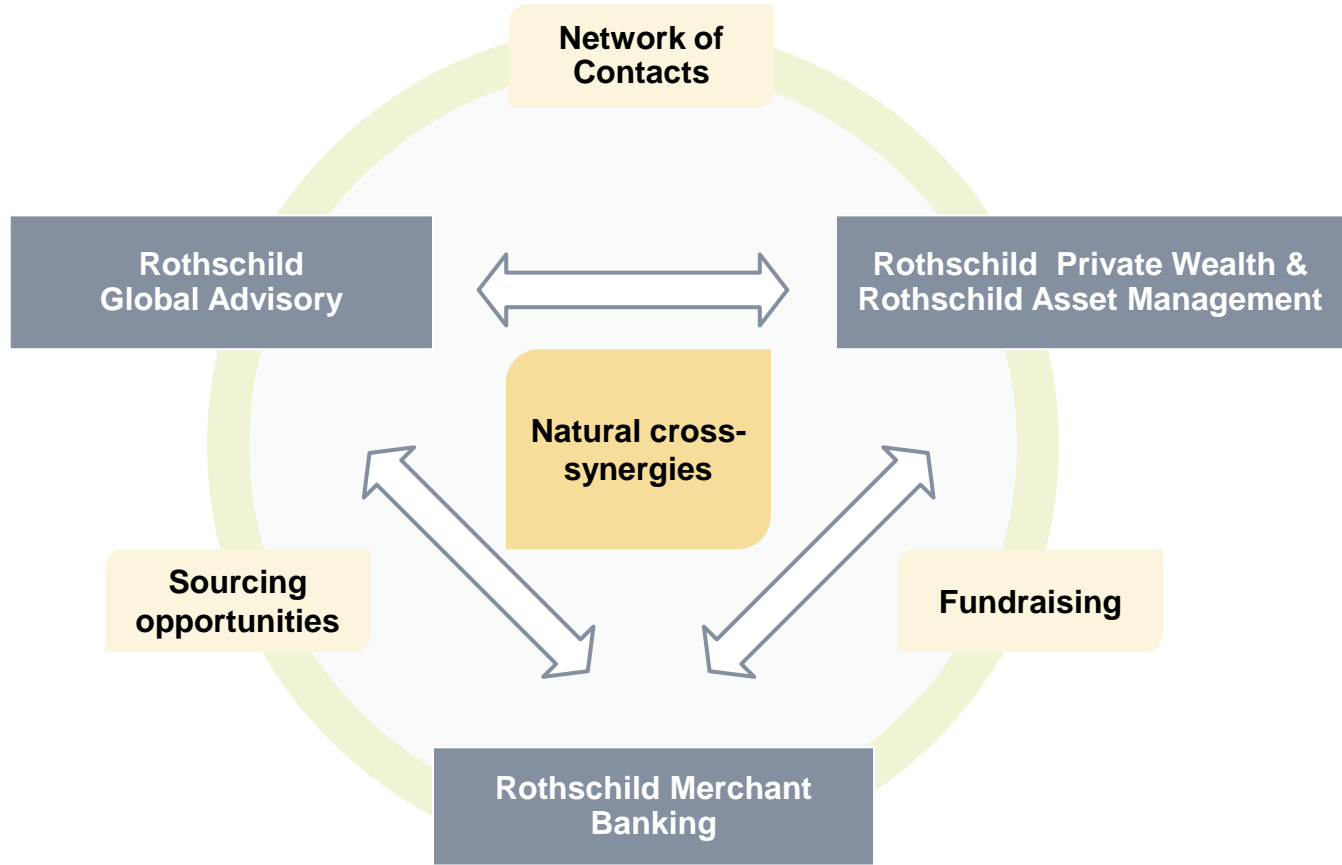 Network of
Contacts
Rothschild
Global Advisory
Rothschild Private Wealth &
Rothschild Asset Management
Natural cross-
synergies
Sourcing
opportunities
Fundraising
Rothschild Merchant
Banking